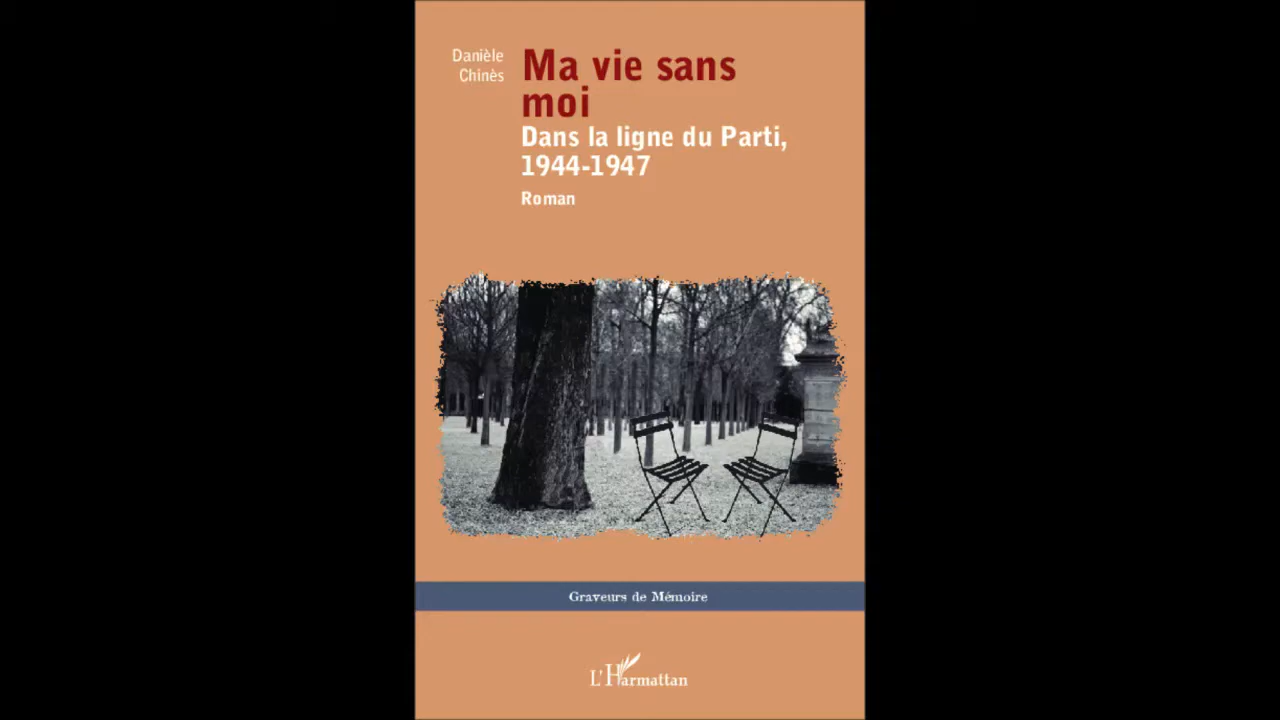 Danièle
Chinès
Ma vie sans
moi
Dans la ligne du Parti,
1944-1947
Roman
Graveurs de Mémoire
L'Harmattan